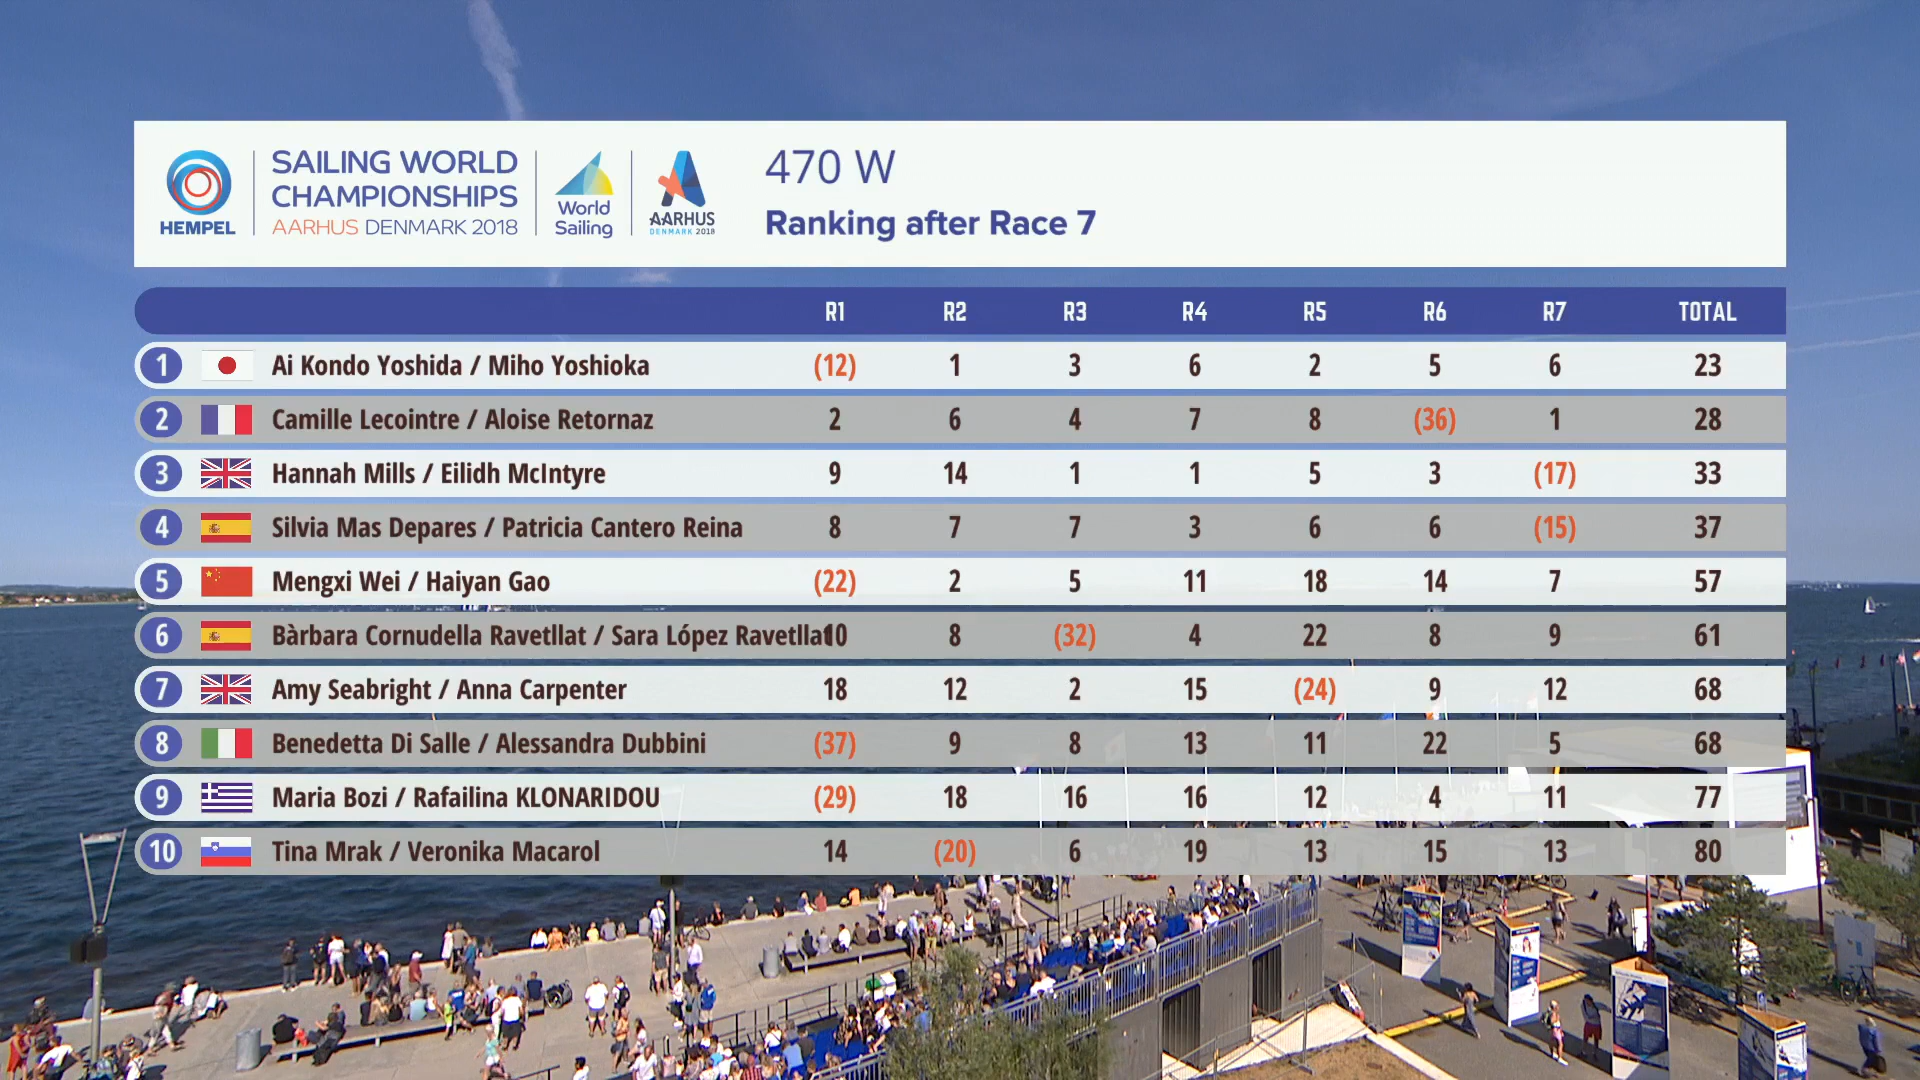 HEMPEL
SAILING WORLD
CHAMPIONSHIPS
AARHUS DENMARK 2018
World
Sailing
AARHUS
DENMARK 2018
470 W
Ranking after Race 7
R1 R2 R3 R4 R5 R6 R7 TOTAL
1 Ai Kondo Yoshida / Miho Yoshioka (12) 1 3 6 2 5 6 23
2 Camille Lecointre / Aloise Retornaz 2 6 4 7 8 (36) 1 28
3 Hannah Mills / Eilidh McIntyre 9 14 1 1 5 3 (17) 33
4 Silvia Mas Depares / Patricia Cantero Reina 8 7 7 3 6 6 (15) 37
5 Mengxi Wei / Haiyan Gao (22) 2 5 11 18 14 7 57
6 Bàrbara Cornudella Ravetllat / Sara López Ravetllat 10 8 (32) 4 22 8 9 61
7 Amy Seabright / Anna Carpenter 18 12 2 15 (24) 9 12 68
8 Benedetta Di Salle / Alessandra Dubbini (37) 9 8 13 11 22 5 68
9 Maria Bozi / Rafailina KLONARIDOU (29) 18 16 16 12 4 11 77
10 Tina Mrak / Veronika Macarol 14 (20) 6 19 13 15 13 80